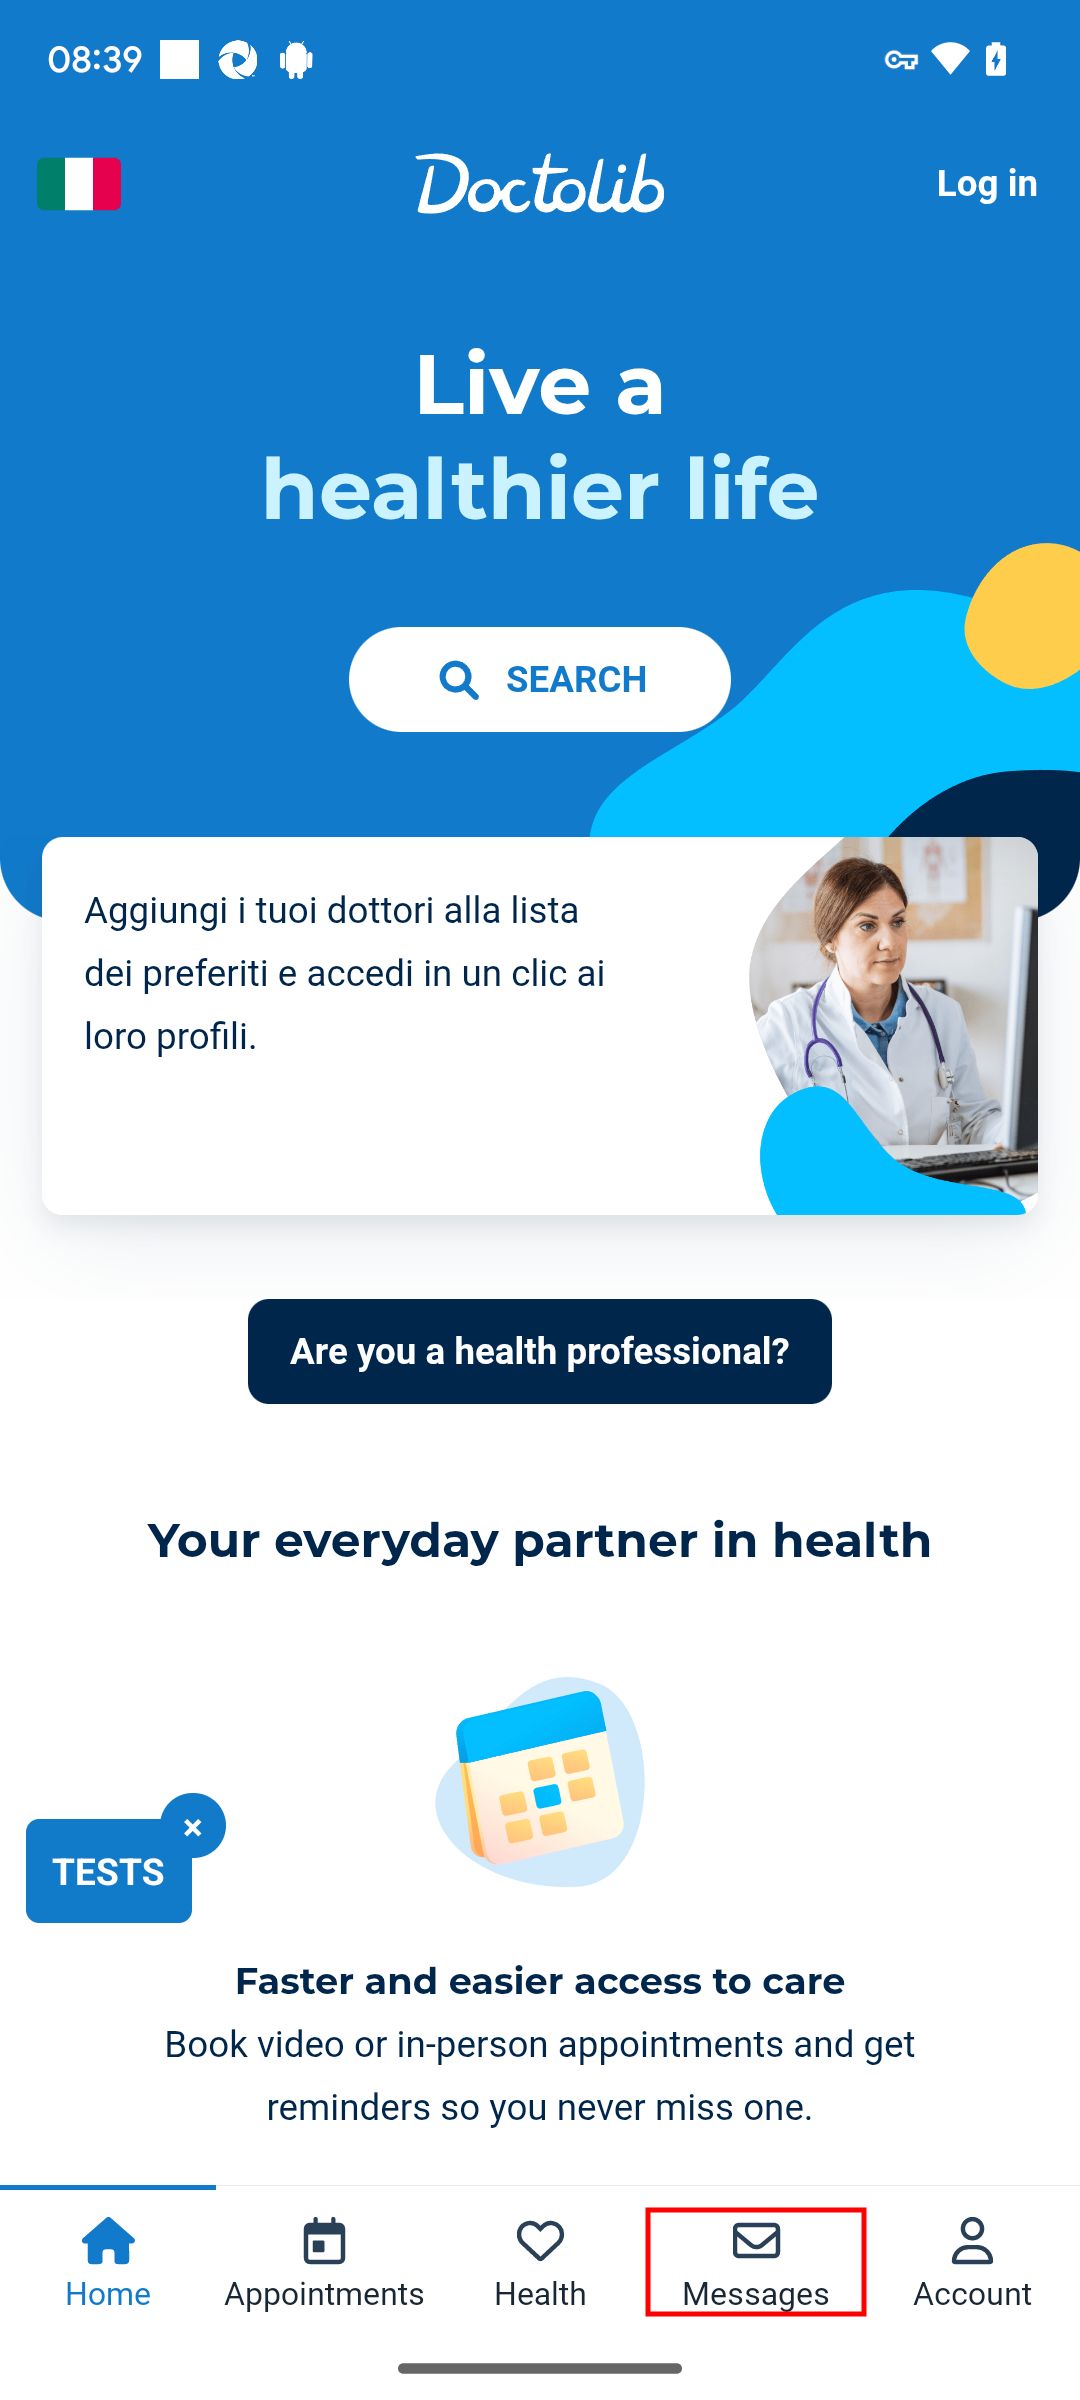 08:39
Doctolib
Log in
Live a
healthier life
SEARCH
Aggiungi i tuoi dottori alla lista
dei preferiti e accedi in un clic ai
loro profili.
Are you a health professional?
Your everyday partner in health
×
TESTS
Faster and easier access to care
Book video or in-person appointments and get
reminders so you never miss one.
Home
Appointments
Health
Messages
Account